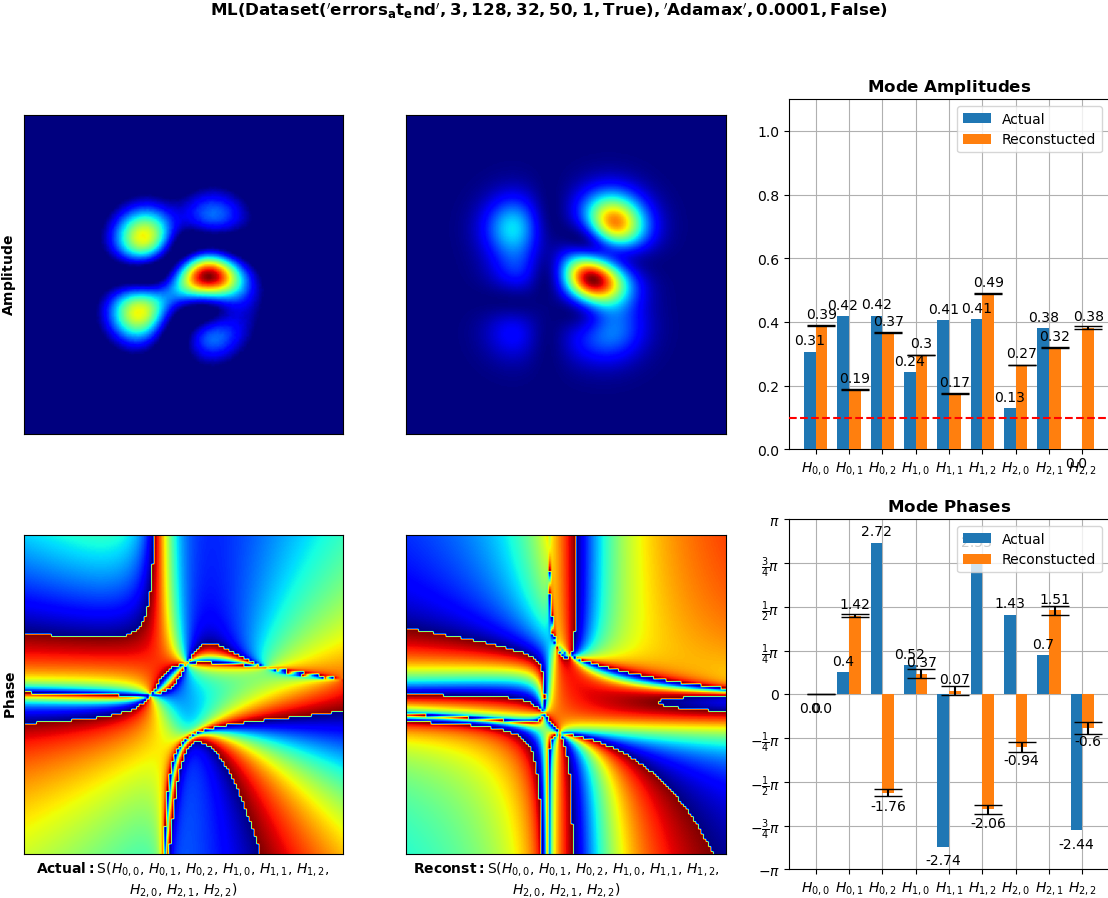 ML(Dataset('errors_at_end', 3, 128, 32, 50, 1, True), 'Adamax', 0.0001, False)
Amplitude
Mode Amplitudes
Actual
Reconstucted
1.0
0.8
0.6
0.4
0.2
0.0
0.31
0.39
0.42
0.19
0.42
0.37
0.24
0.3
0.41
0.17
0.41
0.49
0.13
0.27
0.38
0.32
0.0
0.38
H0,0 H0,1 H0,2 H1,0 H1,1 H1,2 H2,0 H2,1 H2,2
Phase
Actual: S(H0,0, H0,1, H0,2, H1,0, H1,1, H1,2,
H2,0, H2,1, H2,2)
Reconst: S(H0,0, H0,1, H0,2, H1,0, H1,1, H1,2,
H2,0, H2,1, H2,2)
Mode Phases
Actual
Reconstucted
π
3/4π
1/2π
1/4π
0
−1/4π
−1/2π
−3/4π
−π
0.0
0.0
0.4
1.42
2.72
-1.76
0.52
0.37
-2.74
0.07
-2.06
1.43
-0.94
0.7
1.51
-2.44
-0.6
H0,0 H0,1 H0,2 H1,0 H1,1 H1,2 H2,0 H2,1 H2,2